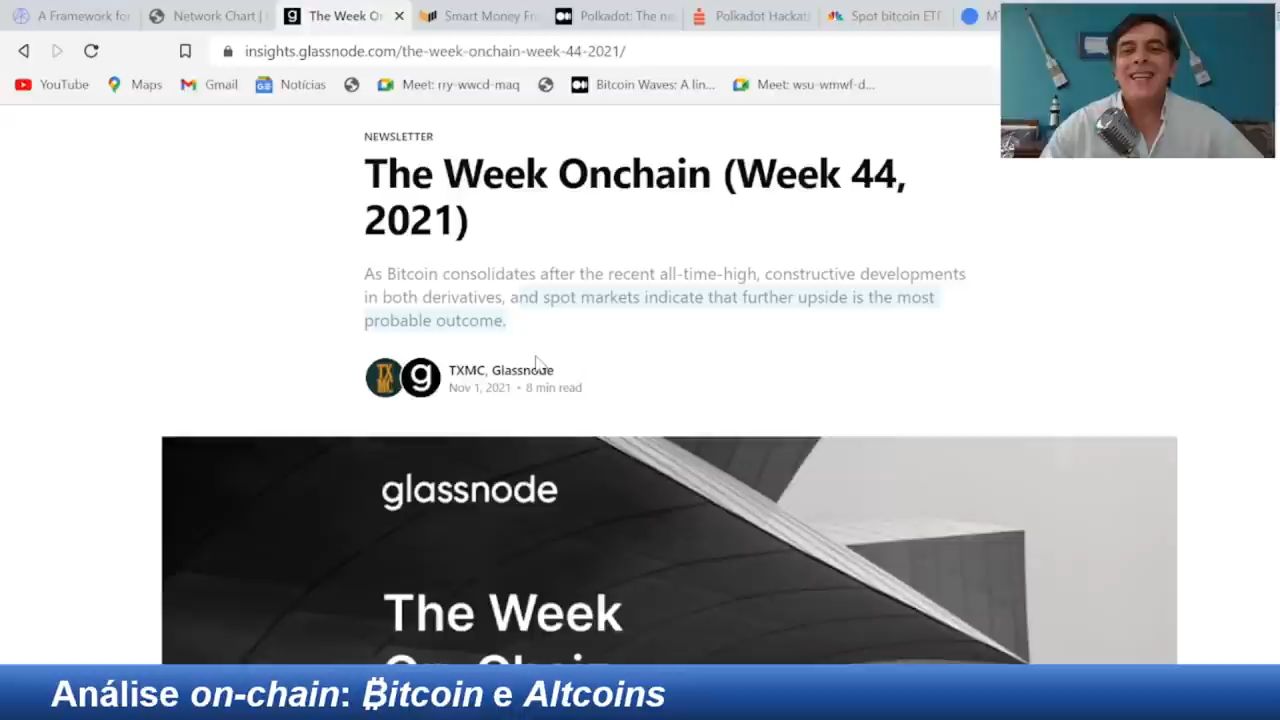 A Framework for
Network Chart |
The Week O
Smart Money Fr
Polkadot: The n
Polkadot Hackat
Spot bitcoin ETF
insights.glassnode.com/the-week-onchain-week-44-2021/
YouTube
Maps
Gmail
Notícias
Meet: rry-wwcd-maq
Bitcoin Waves: A lin...
Meet: wsu-wmwf-d...
NEWSLETTER
The Week Onchain (Week 44,
2021)
As Bitcoin consolidates after the recent all-time-high, constructive developments
in both derivatives, and spot markets indicate that further upside is the most
probable outcome.
TX
MC
g
TXMC, Glassnode
Nov 1, 2021 • 8 min read
glassnode
The Week
On-Chain
Análise on-chain: ₿itcoin e Altcoins